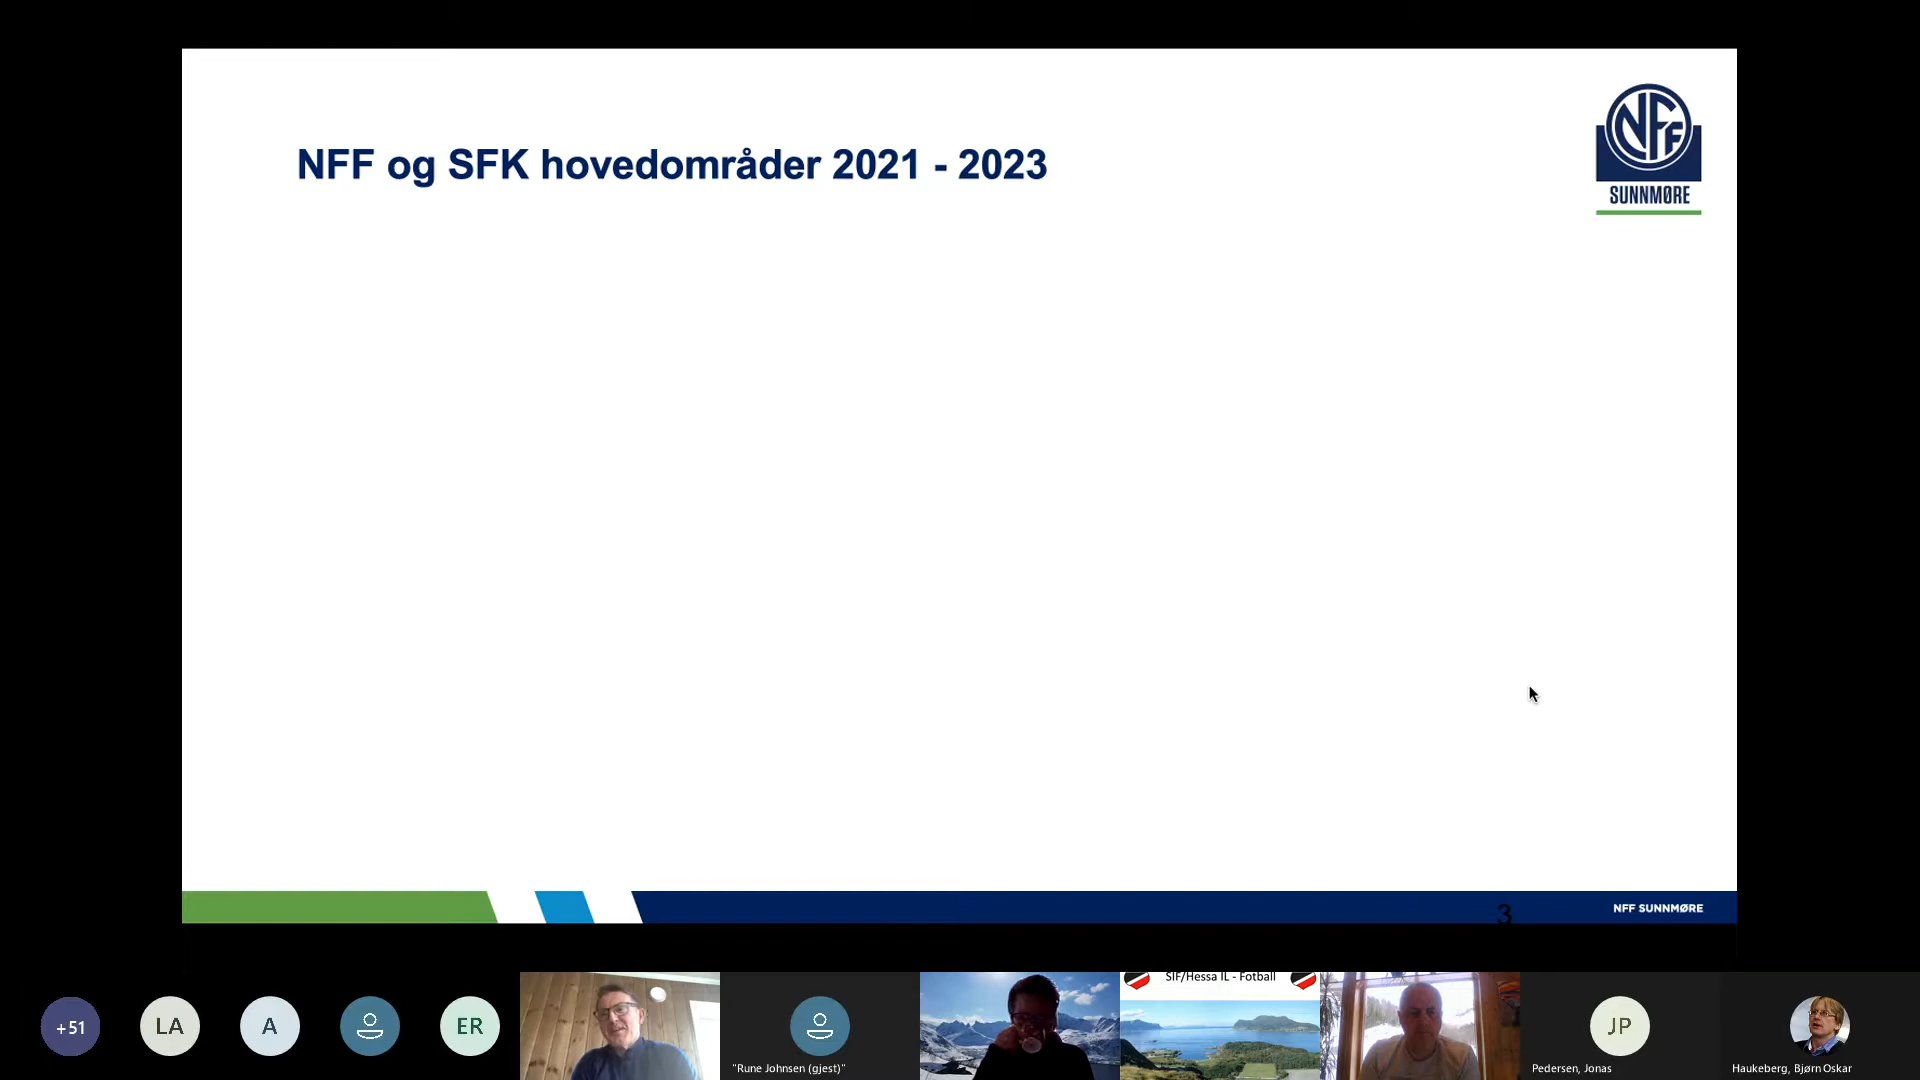 NFF og SFK hovedområder 2021 - 2023
NFF
SUNNMØRE
3
NFF SUNNMØRE
+51
LA
A
ER
"Rune Johnsen (gjest)"
SIF/Hessa IL - Fotball
JP
Pedersen, Jonas
Haukeberg, Bjørn Oskar